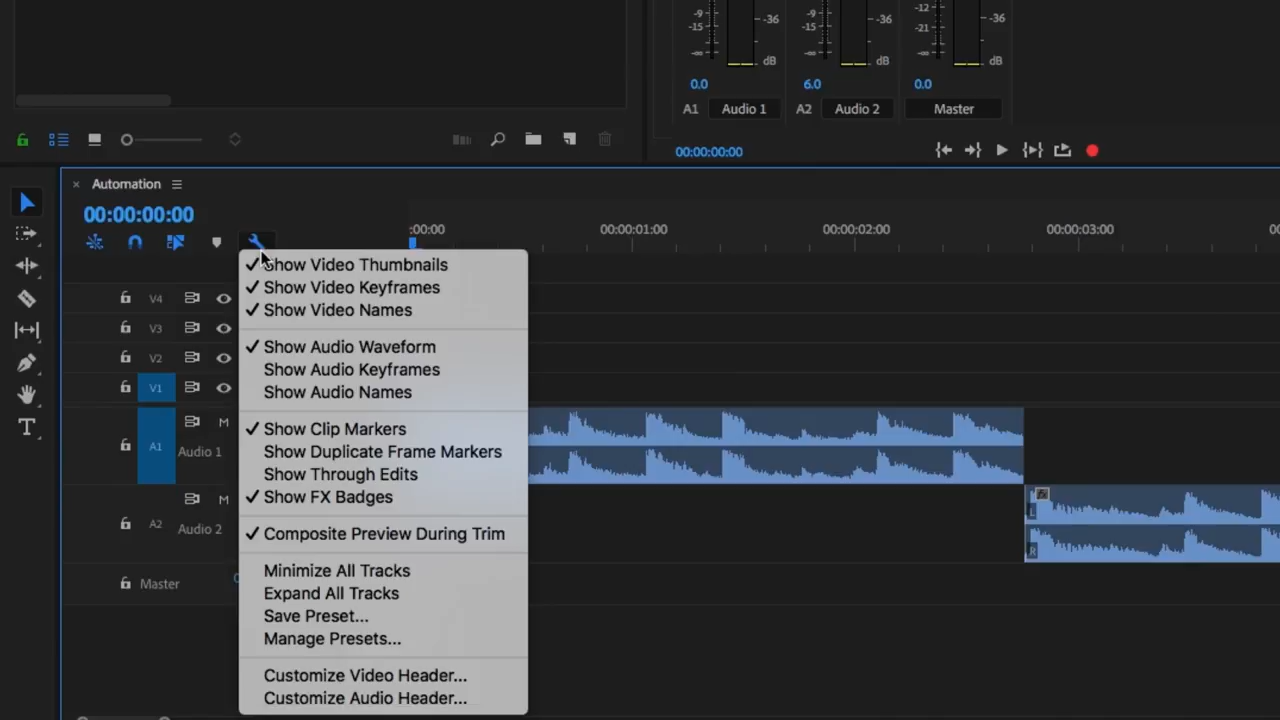 -9
-15
-∞
-36
dB
-9
-15
-∞
-36
dB
-12
-21
-∞
-36
dB
0.0
6.0
0.0
A1 Audio 1 A2 Audio 2 Master
00:00:00:00
× Automation
00:00:00:00
:00:00 00:00:01:00 00:00:02:00 00:00:03:00
Show Video Thumbnails
Show Video Keyframes
Show Video Names
Show Audio Waveform
Show Audio Keyframes
Show Audio Names
Show Clip Markers
Show Duplicate Frame Markers
Show Through Edits
Show FX Badges
Composite Preview During Trim
Minimize All Tracks
Expand All Tracks
Save Preset...
Manage Presets...
Customize Video Header...
Customize Audio Header...
V4
V3
V2
V1
A1 M
Audio 1
A2 M
Audio 2
Master
fx
L
R
T